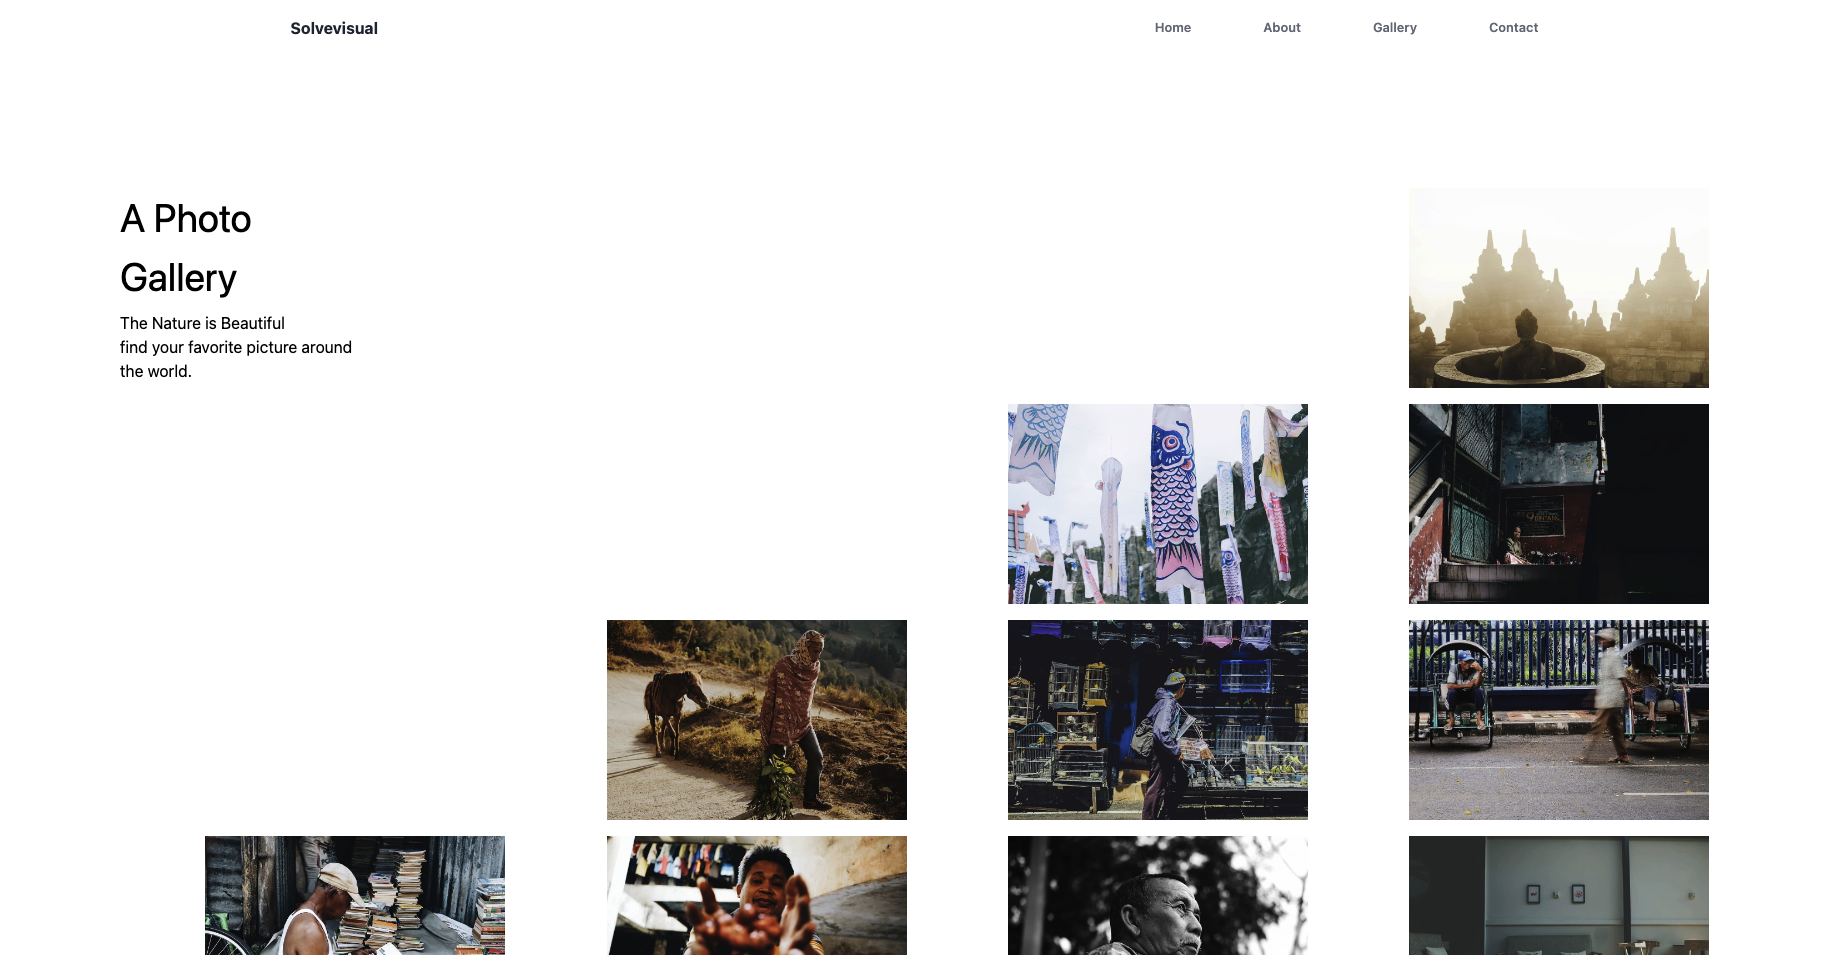 Solvevisual
Home
About
Gallery
Contact
A Photo
Gallery
The Nature is Beautiful
find your favorite picture around
the world.